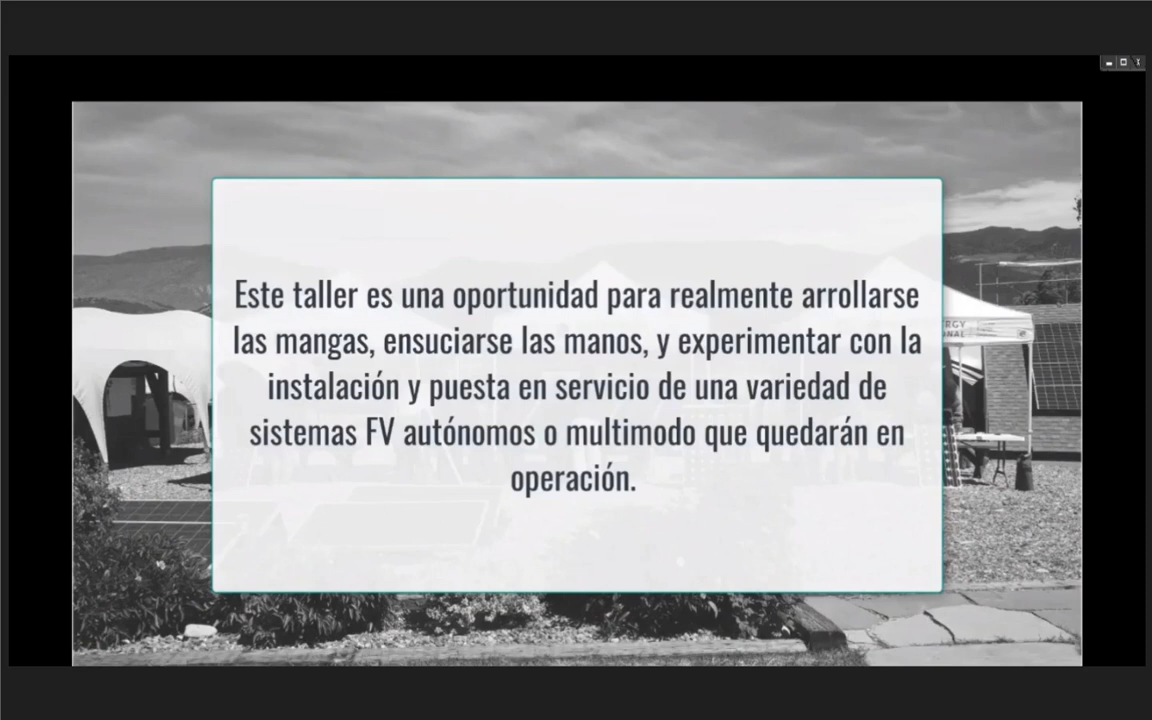 Este taller es una oportunidad para realmente arrollarse
las mangas, ensuciarse las manos, y experimentar con la
instalación y puesta en servicio de una variedad de
sistemas FV autónomos o multimodo que quedarán en
operación.